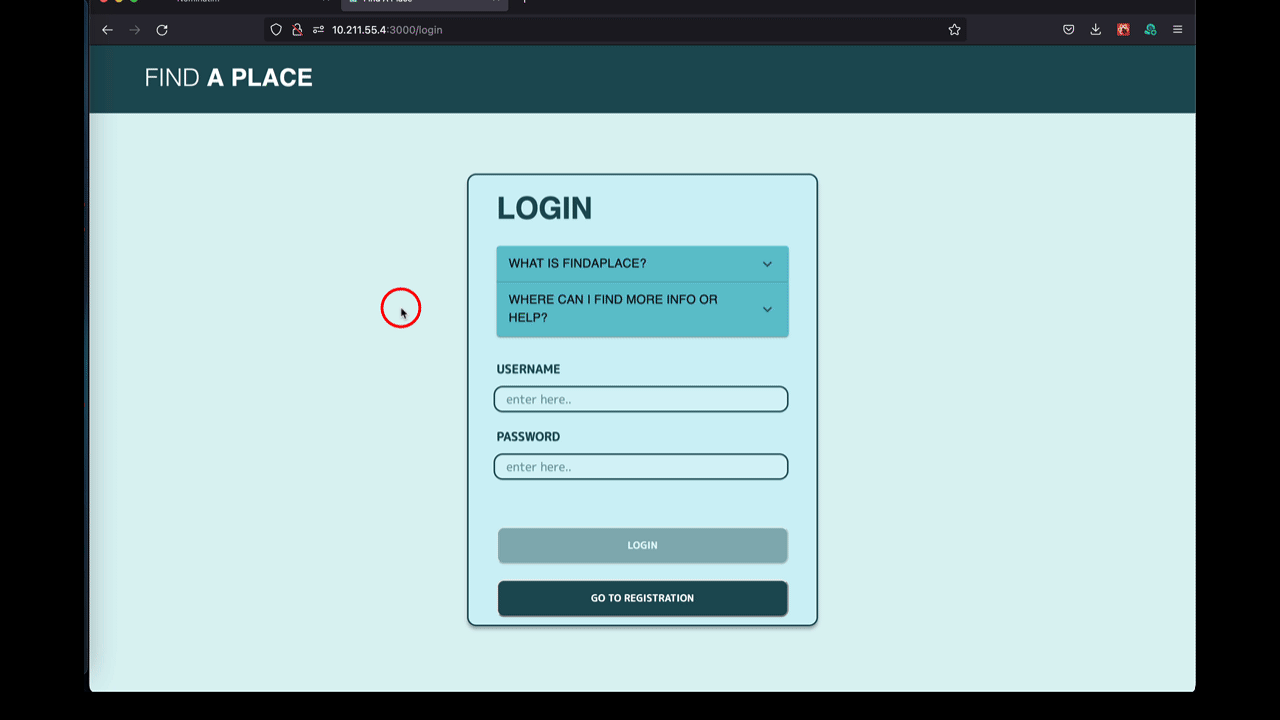 10.211.55.4:3000/login
FIND A PLACE
LOGIN
WHAT IS FINDAPLACE?
WHERE CAN I FIND MORE INFO OR
HELP?
USERNAME
enter here..
PASSWORD
enter here..
LOGIN
GO TO REGISTRATION